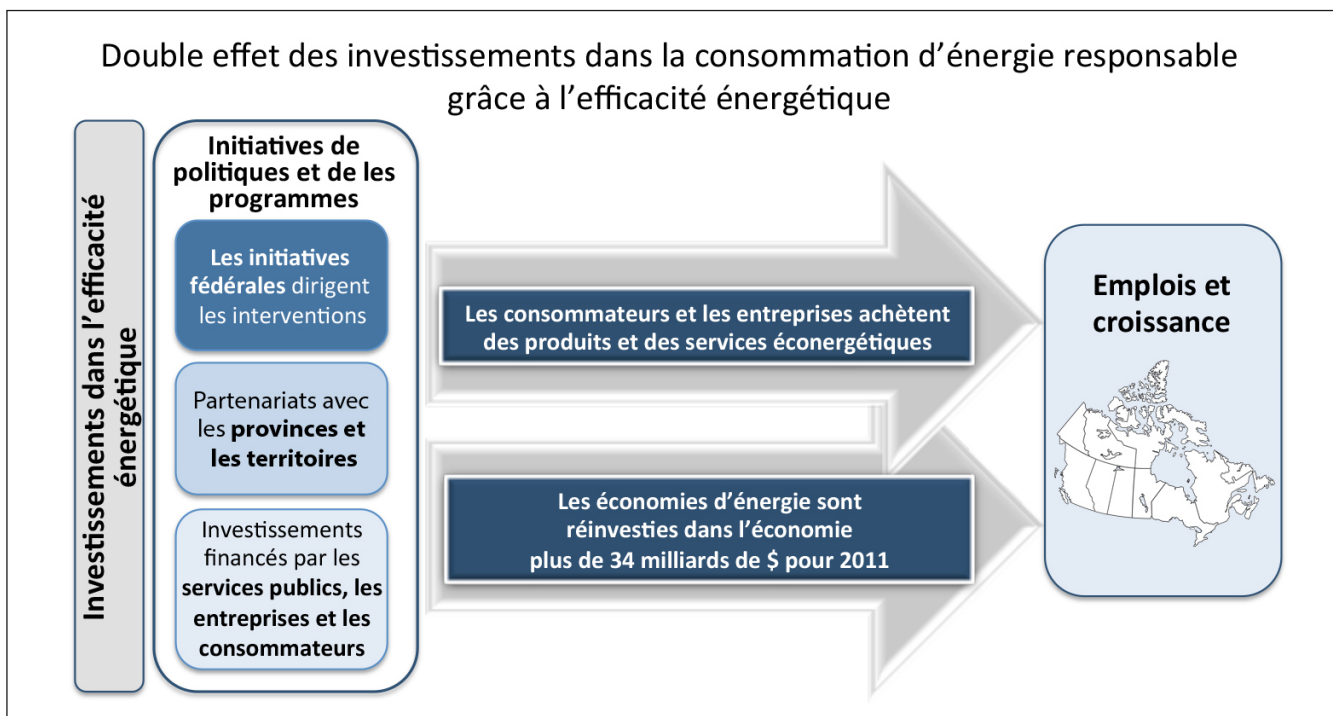 Double effet des investissements dans la consommation d’énergie responsable
grâce à l’efficacité énergétique
Investissements dans l’efficacité
énergétique
Initiatives de
politiques et de les
programmes
Les initiatives
fédérales dirigent
les interventions
Partenariats avec
les provinces et
les territoires
Investissements
financés par les
services publics, les
entreprises et les
consommateurs
Les consommateurs et les entreprises achètent
des produits et des services éconergétiques
Les économies d’énergie sont
réinvesties dans l’économie
plus de 34 milliards de $ pour 2011
Emplois et
croissance